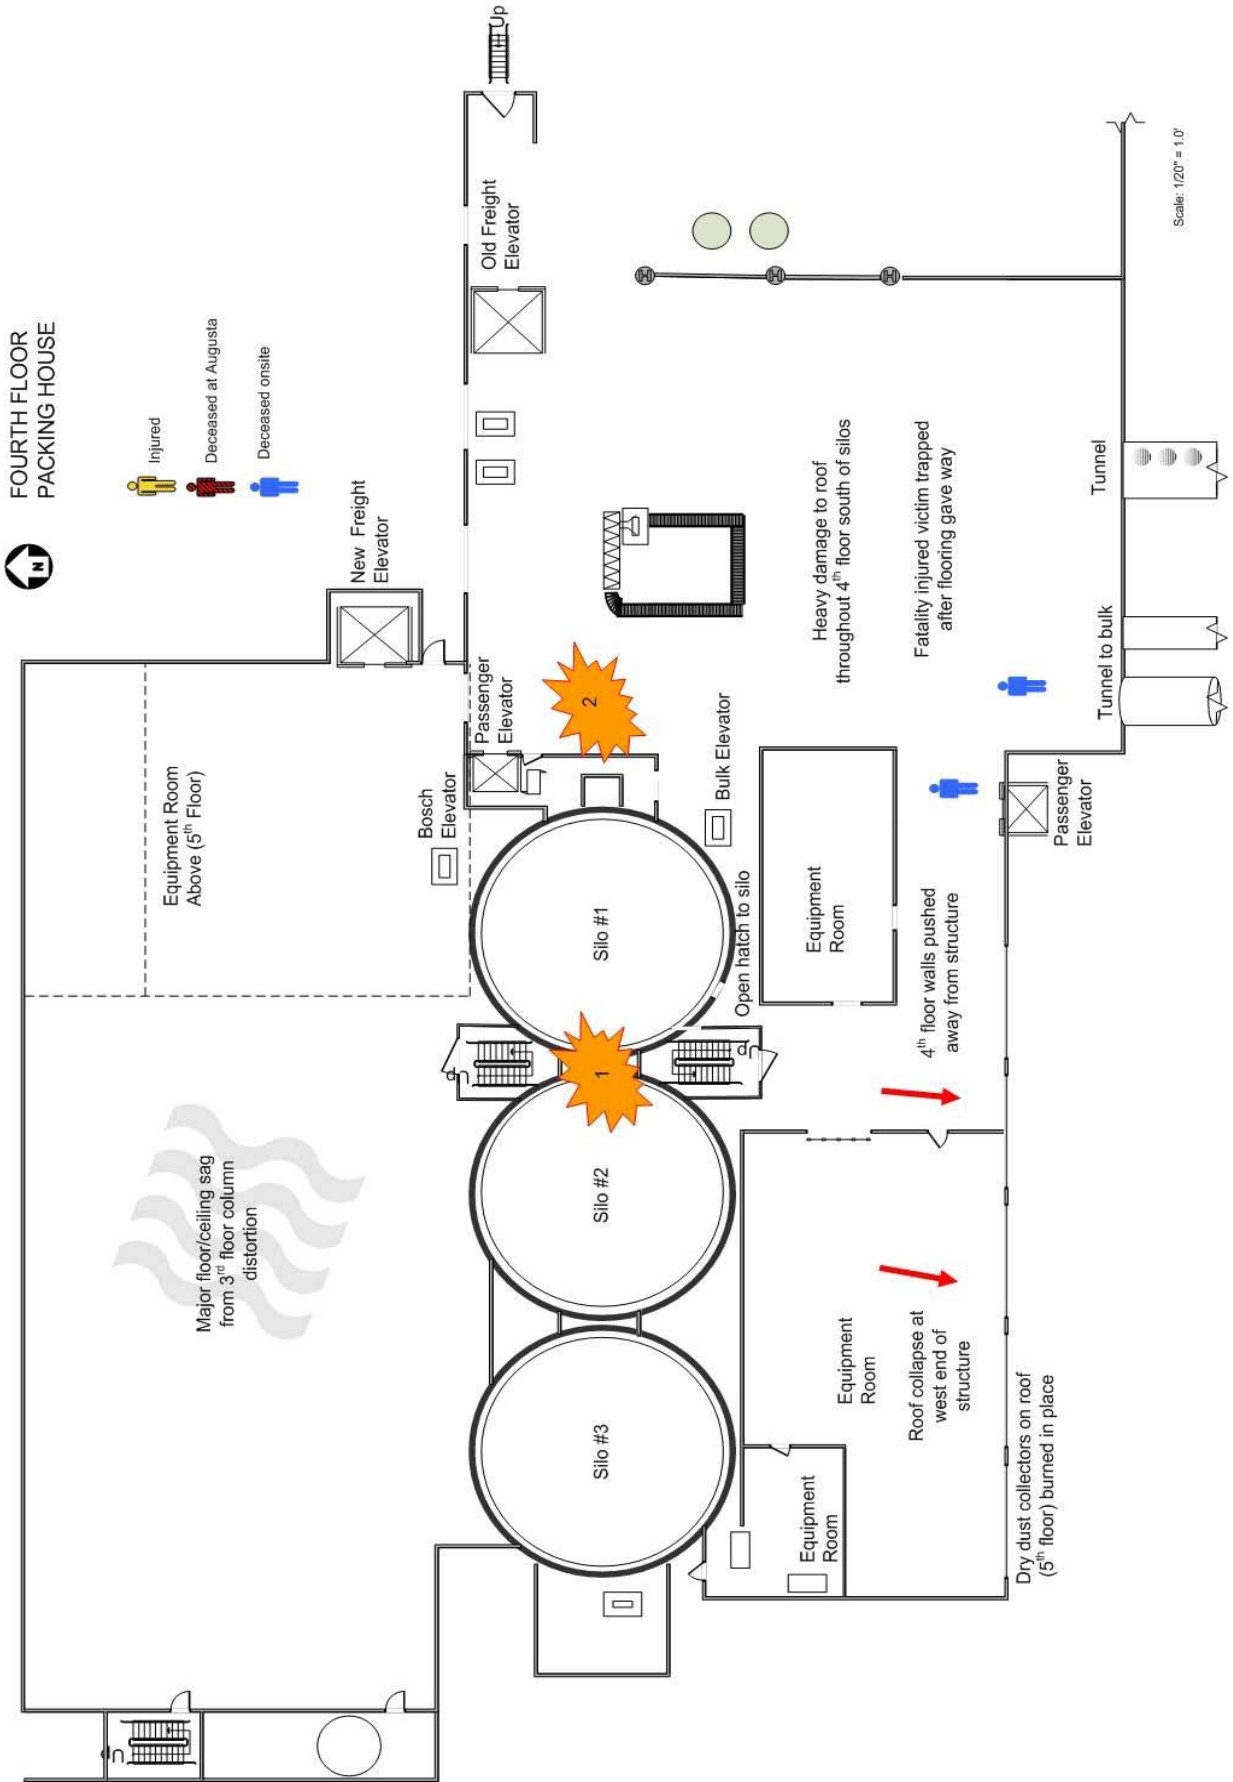 FOURTH FLOOR
PACKING HOUSE
N
Injured
Deceased at Augusta
Deceased onsite
Up
Old Freight
Elevator
New Freight
Elevator
Passenger
Elevator
Bosch
Elevator
Equipment Room
Above (5th Floor)
2
Bulk Elevator
Silo #1
Open hatch to silo
Equipment
Room
Heavy damage to roof
throughout 4th floor south of silos
Fatality injured victim trapped
after flooring gave way
Tunnel
Tunnel to bulk
Scale: 1/20" = 1.0'
Passenger
Elevator
4th floor walls pushed
away from structure
dn
dn
1
Major floor/ceiling sag
from 3rd floor column
distortion
Silo #2
Silo #3
Equipment
Room
Roof collapse at
west end of
structure
Equipment
Room
Dry dust collectors on roof
(5th floor) burned in place
dn